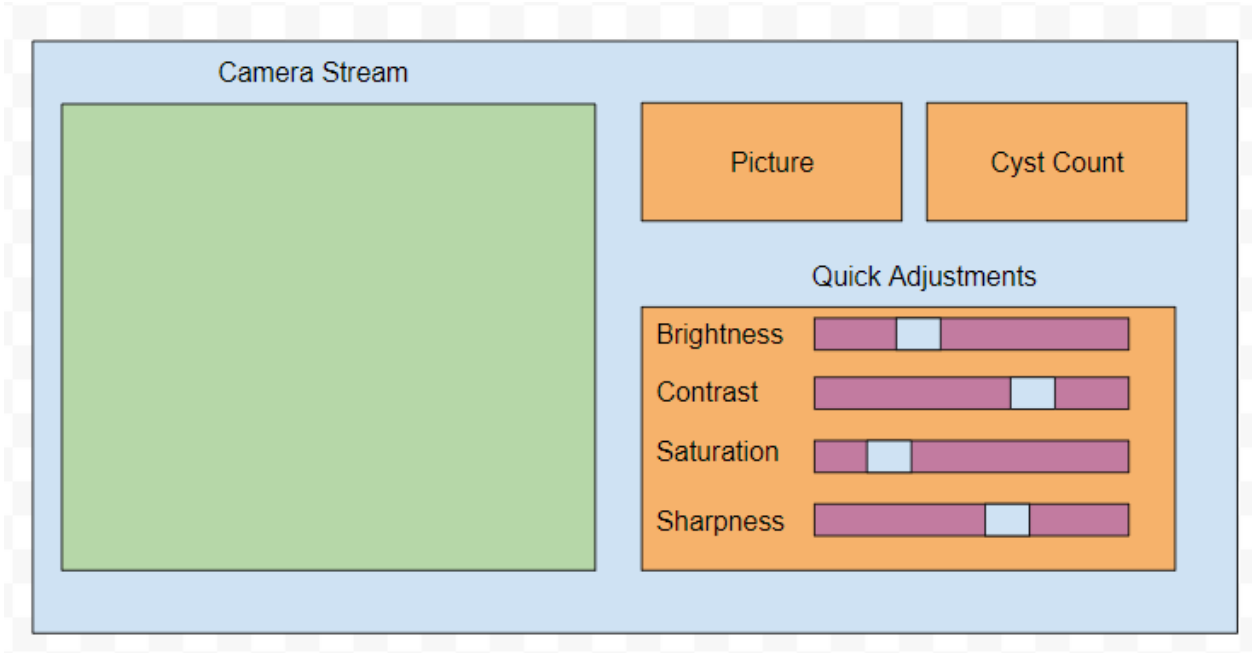 Camera Stream
Picture
Cyst Count
Quick Adjustments
Brightness
Contrast
Saturation
Sharpness